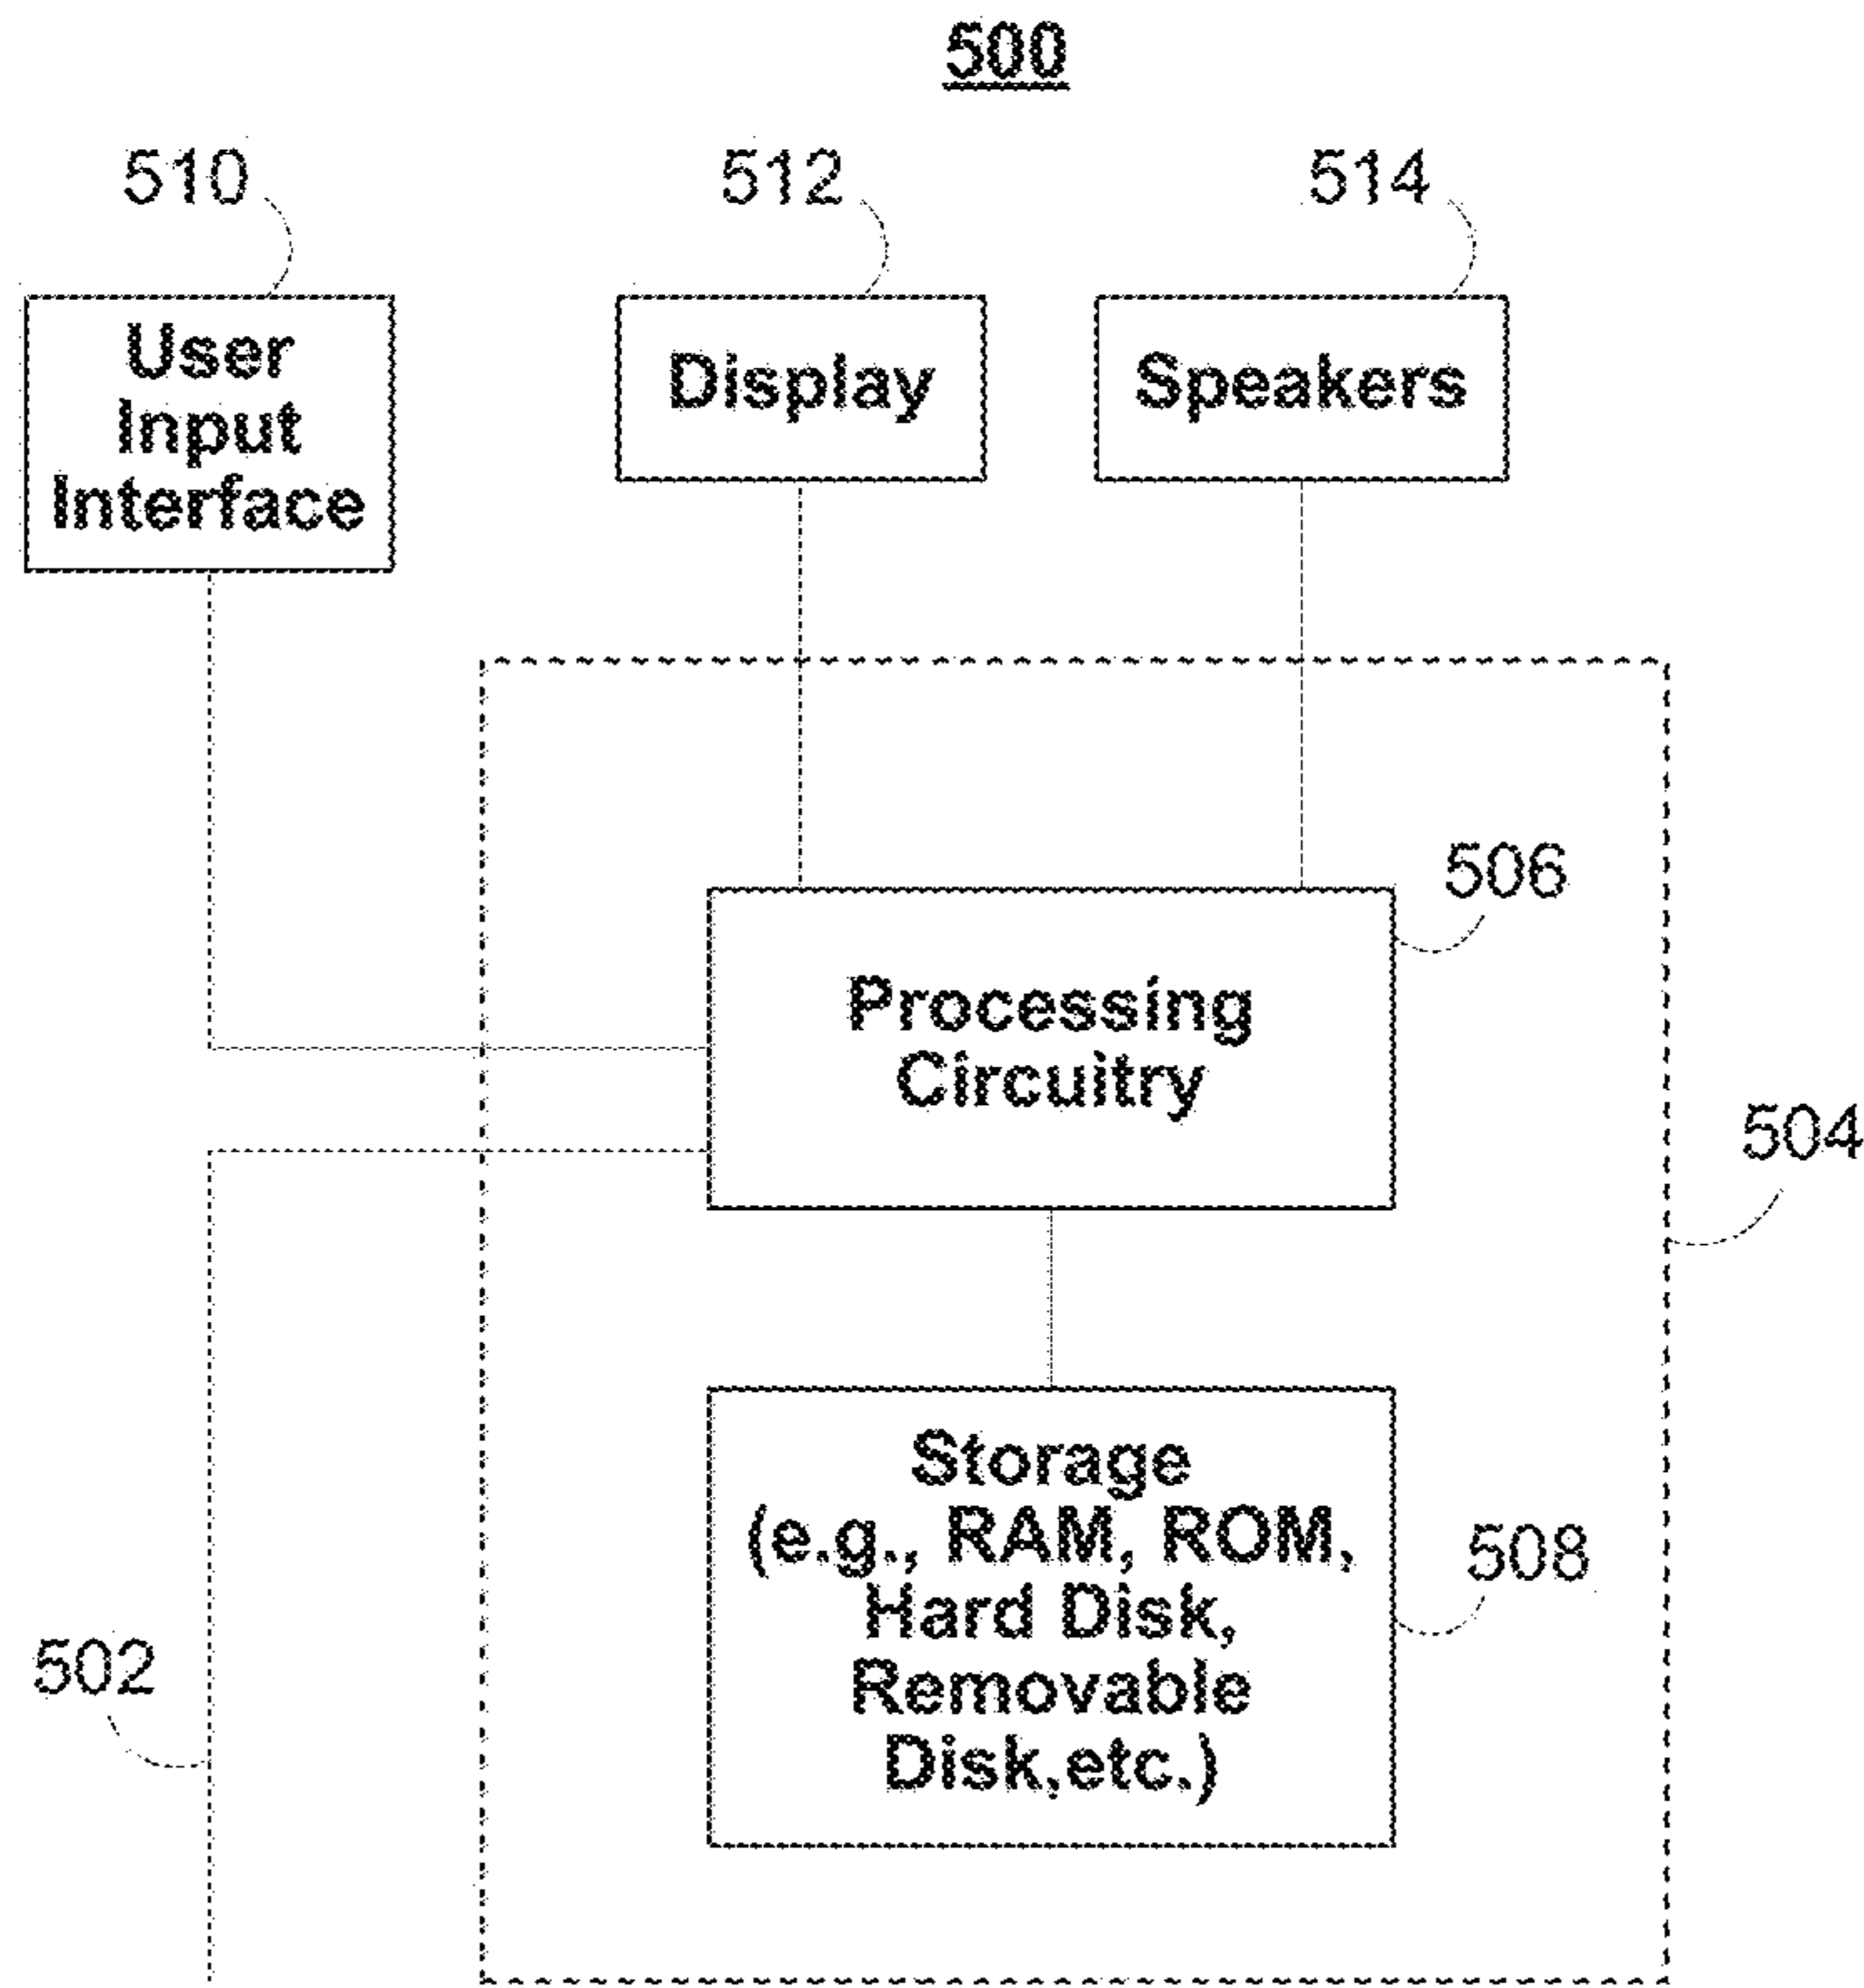 500
510
512
514
User
Input
Interface
Display
Speakers
506
Processing
Circuitry
504
Storage
(e.g., RAM, ROM,
Hard Disk,
Removable
Disk,etc.)
508
502